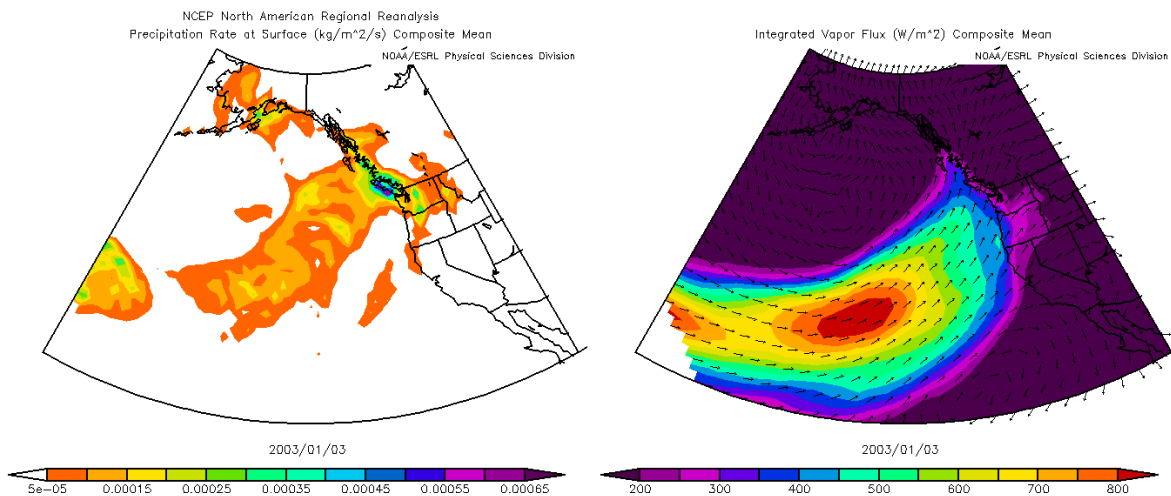 NCEP North American Regional Reanalysis
Precipitation Rate at Surface (kg/m^2/s) Composite Mean
NOAA/ESRL Physical Sciences Division
2003/01/03
5e-05 0.00015 0.00025 0.00035 0.00045 0.00055 0.00065
Integrated Vapor Flux (W/m^2) Composite Mean
NOAA/ESRL Physical Sciences Division
2003/01/03
200 300 400 500 600 700 800